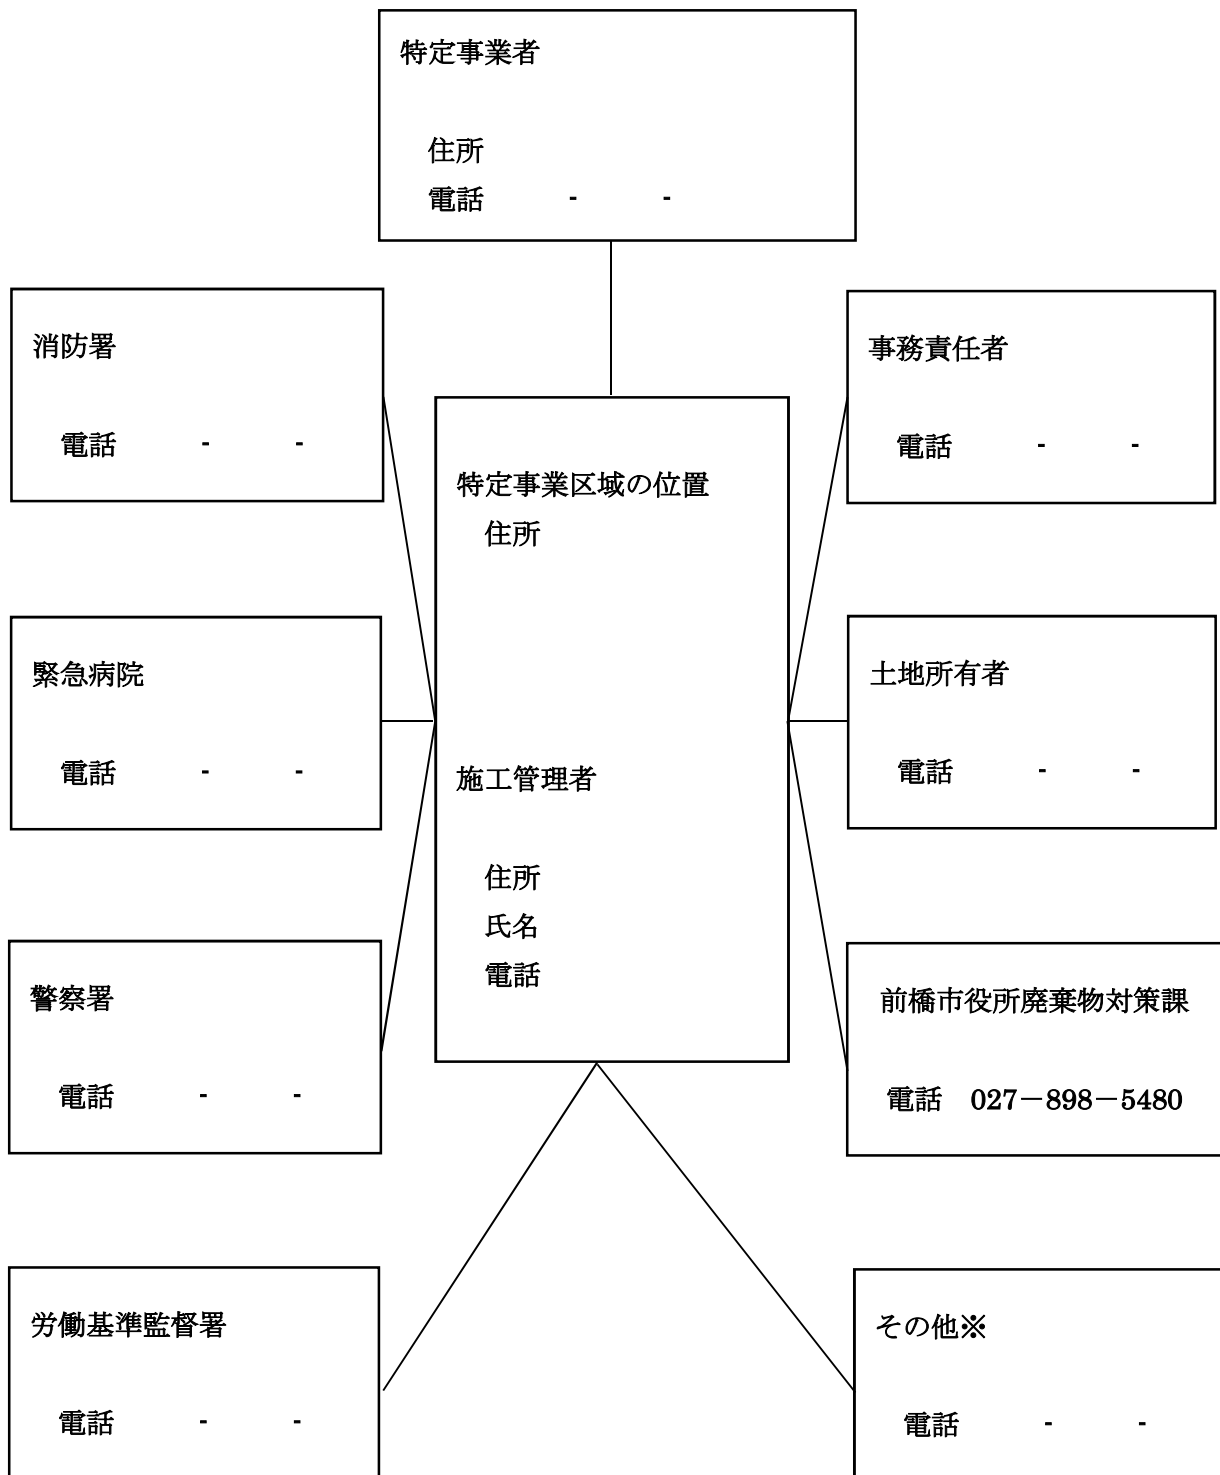 特定事業者
住所
電話 - -
消防署
電話 - -
事務責任者
電話 - -
特定事業区域の位置
住所
緊急病院
電話 - -
土地所有者
電話 - -
施工管理者
住所
氏名
電話
警察署
電話 - -
前橋市役所廃棄物対策課
電話 027－898－5480
労働基準監督署
電話 - -
その他※
電話 - -